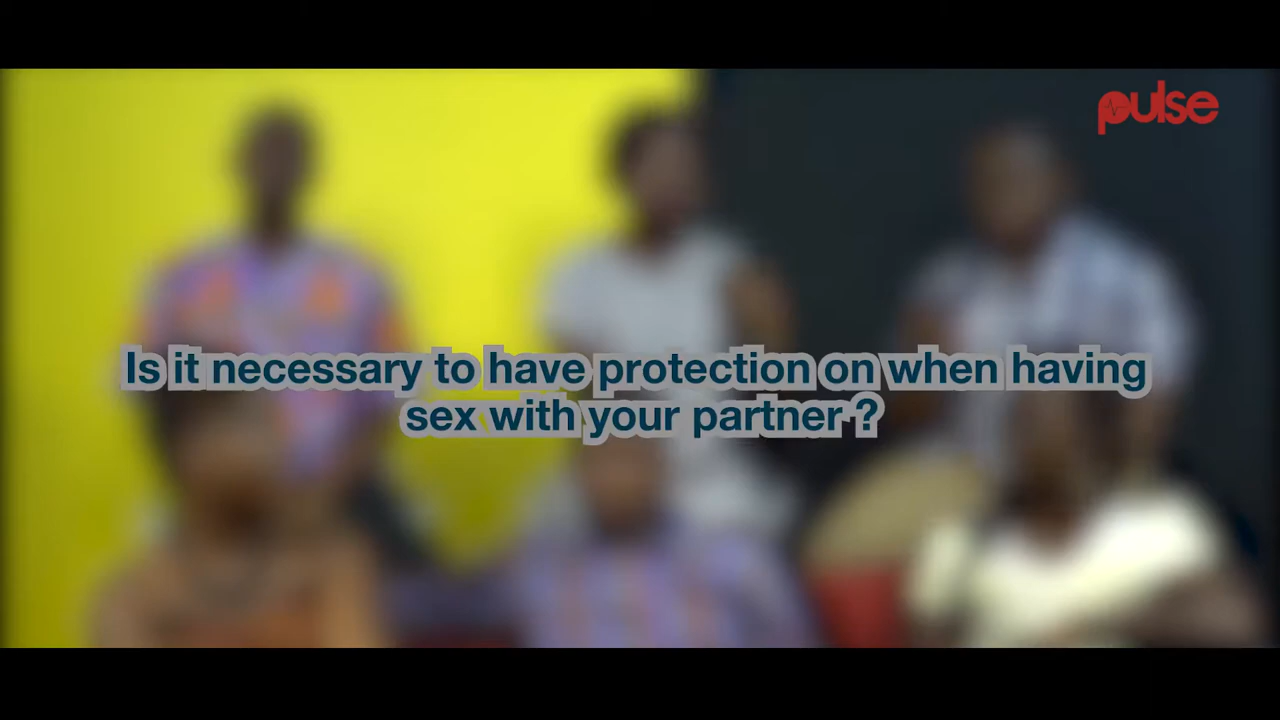 pulse
Is it necessary to have protection on when having
sex with your partner ?